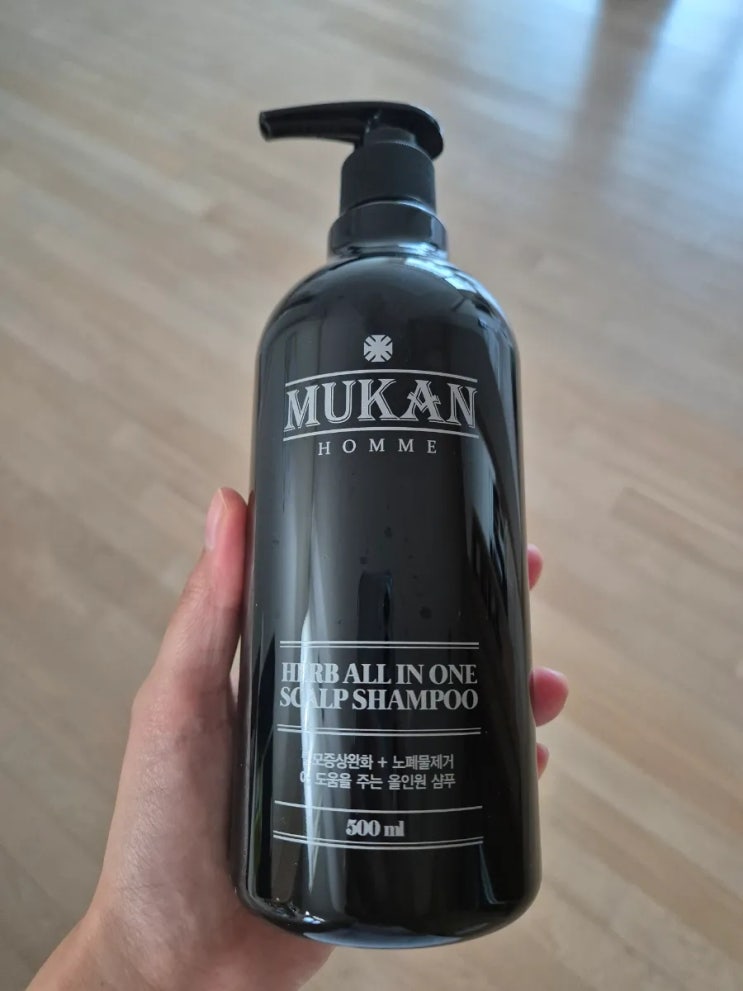 MUKAN
HOMME
HERB ALL IN ONE
SCALP SHAMPOO
탈모증상완화 + 노폐물제거
에 도움을 주는 올인원 샴푸
500 ml